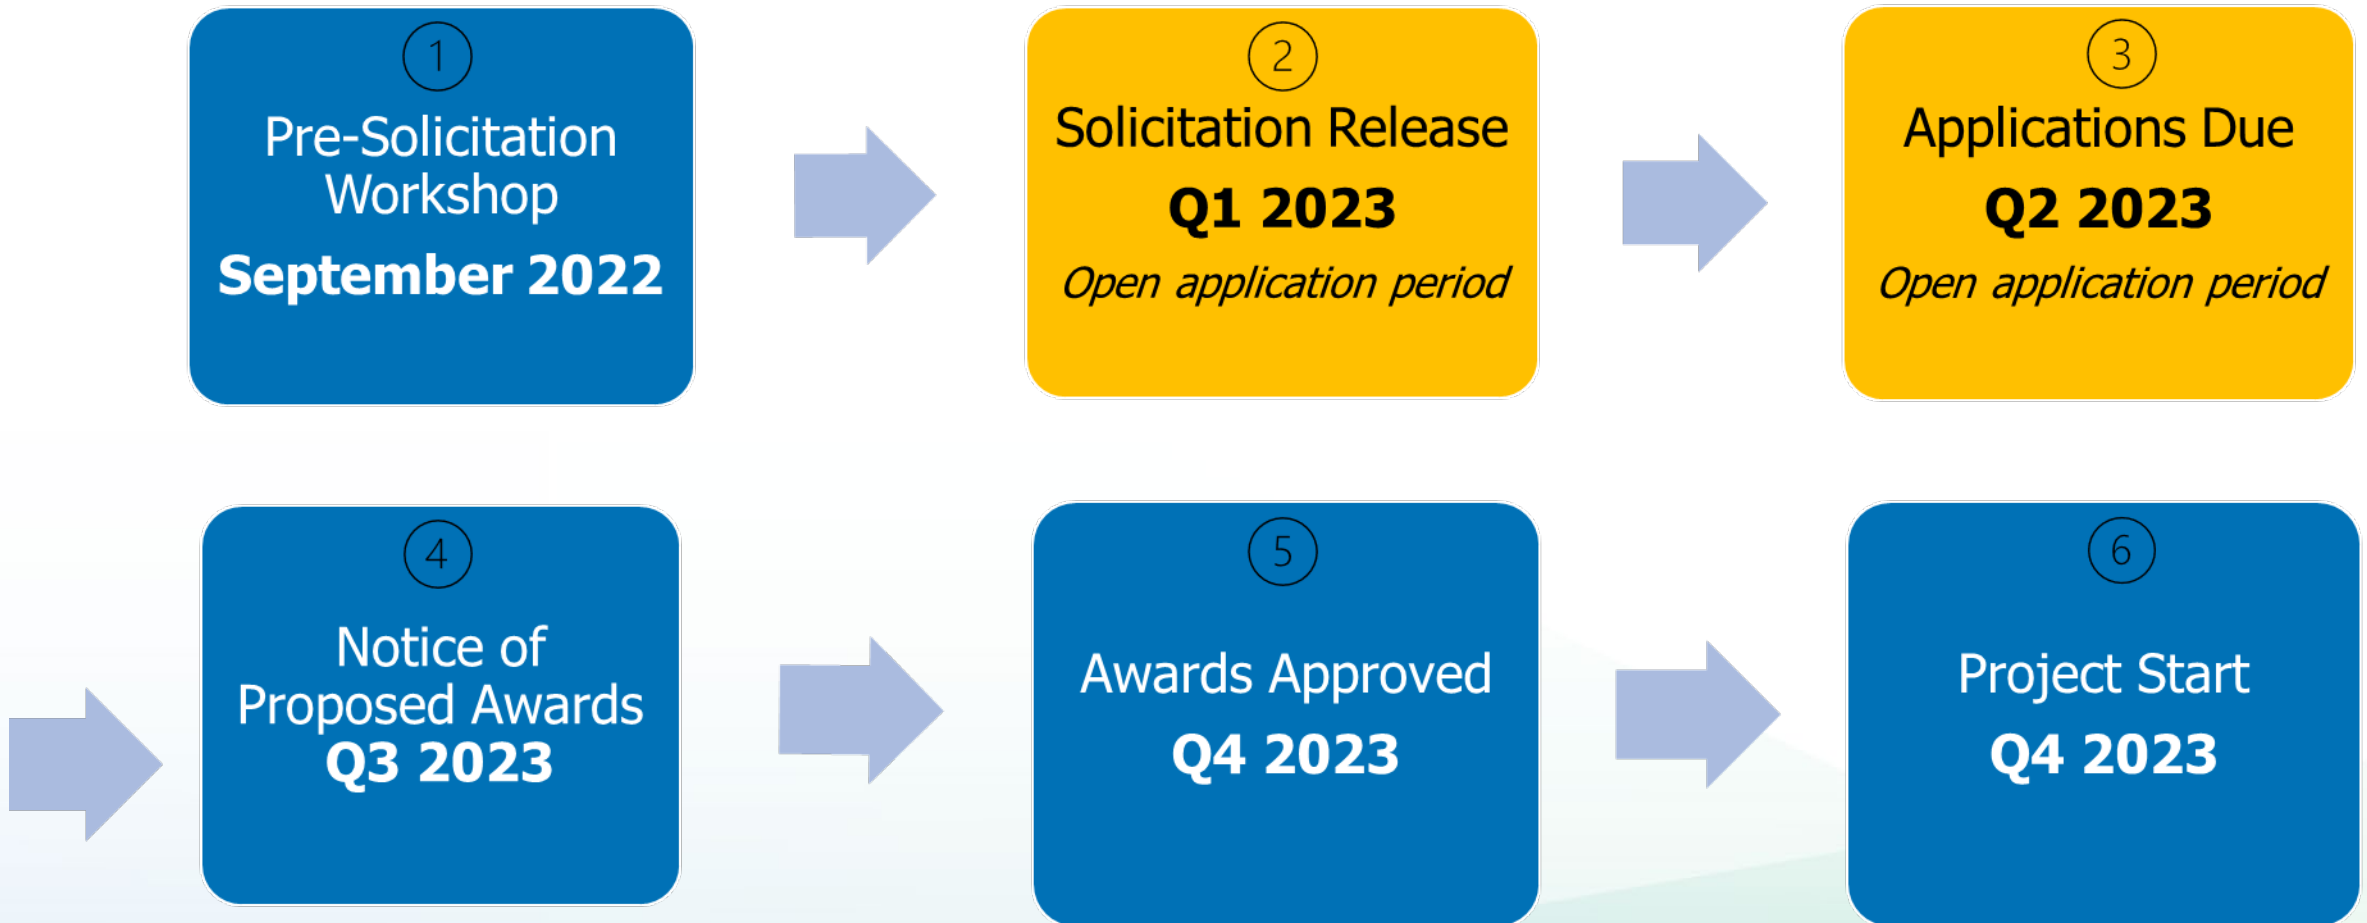 1
Pre-Solicitation
Workshop
September 2022
2
Solicitation Release
Q1 2023
Open application period
3
Applications Due
Q2 2023
Open application period
4
Notice of
Proposed Awards
Q3 2023
5
Awards Approved
Q4 2023
6
Project Start
Q4 2023